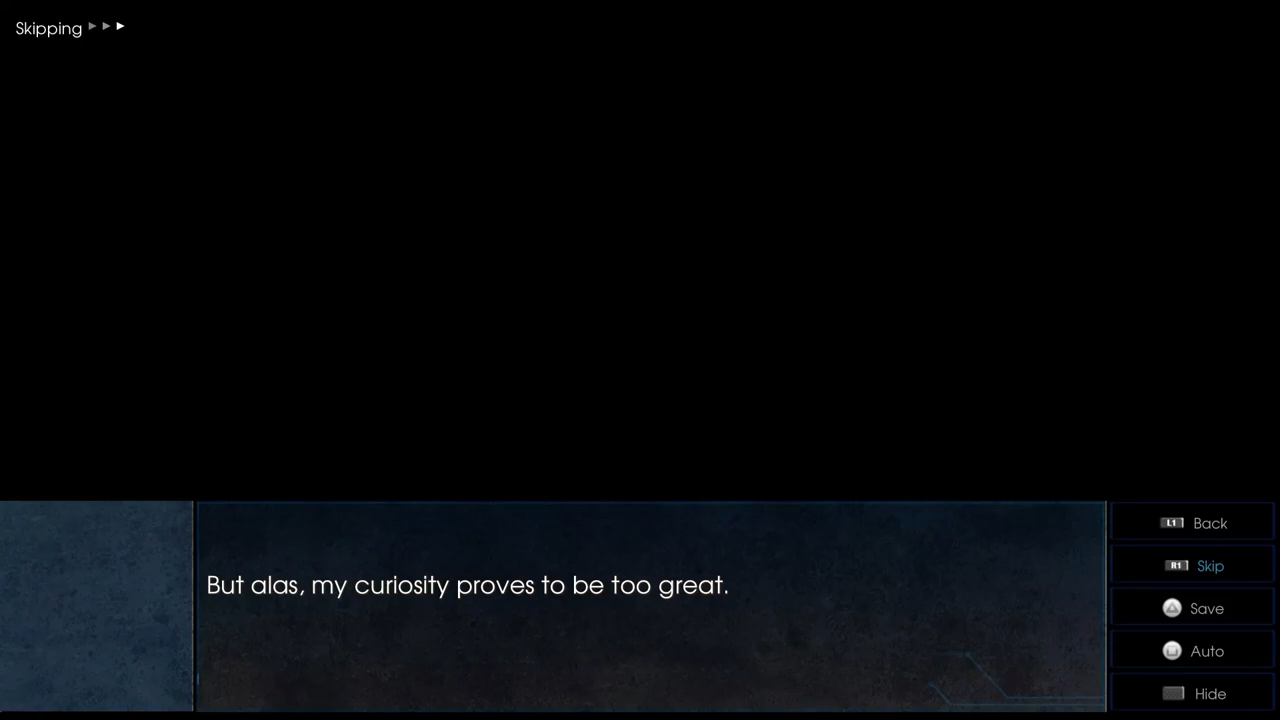 Skipping
But alas, my curiosity proves to be too great.
L1 Back
R1 Skip
Save
Auto
Hide